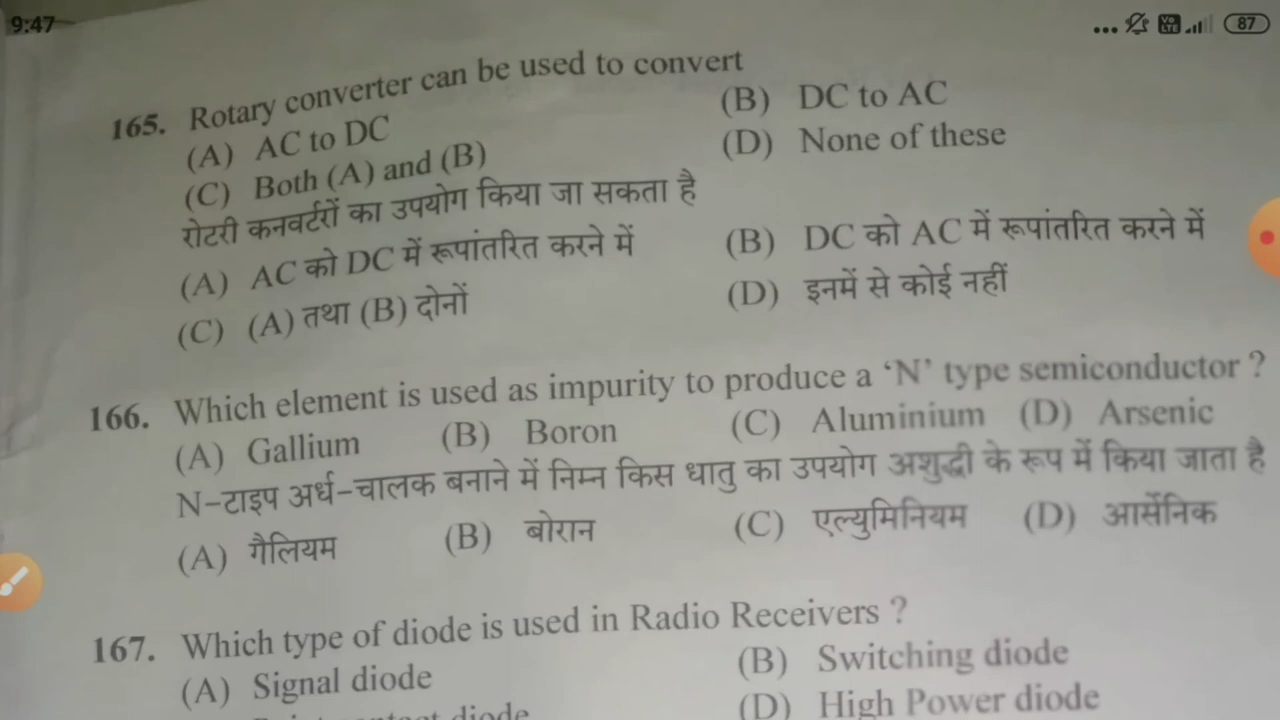 9:47
87
165. Rotary converter can be used to convert
(A) AC to DC (B) DC to AC
(C) Both (A) and (B) (D) None of these
रोटरी कनवर्टरों का उपयोग किया जा सकता है
(A) AC को DC में रूपांतरित करने में (B) DC को AC में रूपांतरित करने में
(C) (A) तथा (B) दोनों (D) इनमें से कोई नहीं
166. Which element is used as impurity to produce a ‘N’ type semiconductor ?
(A) Gallium (B) Boron (C) Aluminium (D) Arsenic
N-टाइप अर्ध-चालक बनाने में निम्न किस धातु का उपयोग अशुद्धी के रूप में किया जाता है
(A) गैलियम (B) बोरान (C) एल्युमिनियम (D) आर्सेनिक
167. Which type of diode is used in Radio Receivers ?
(A) Signal diode (B) Switching diode
diode (D) High Power diode